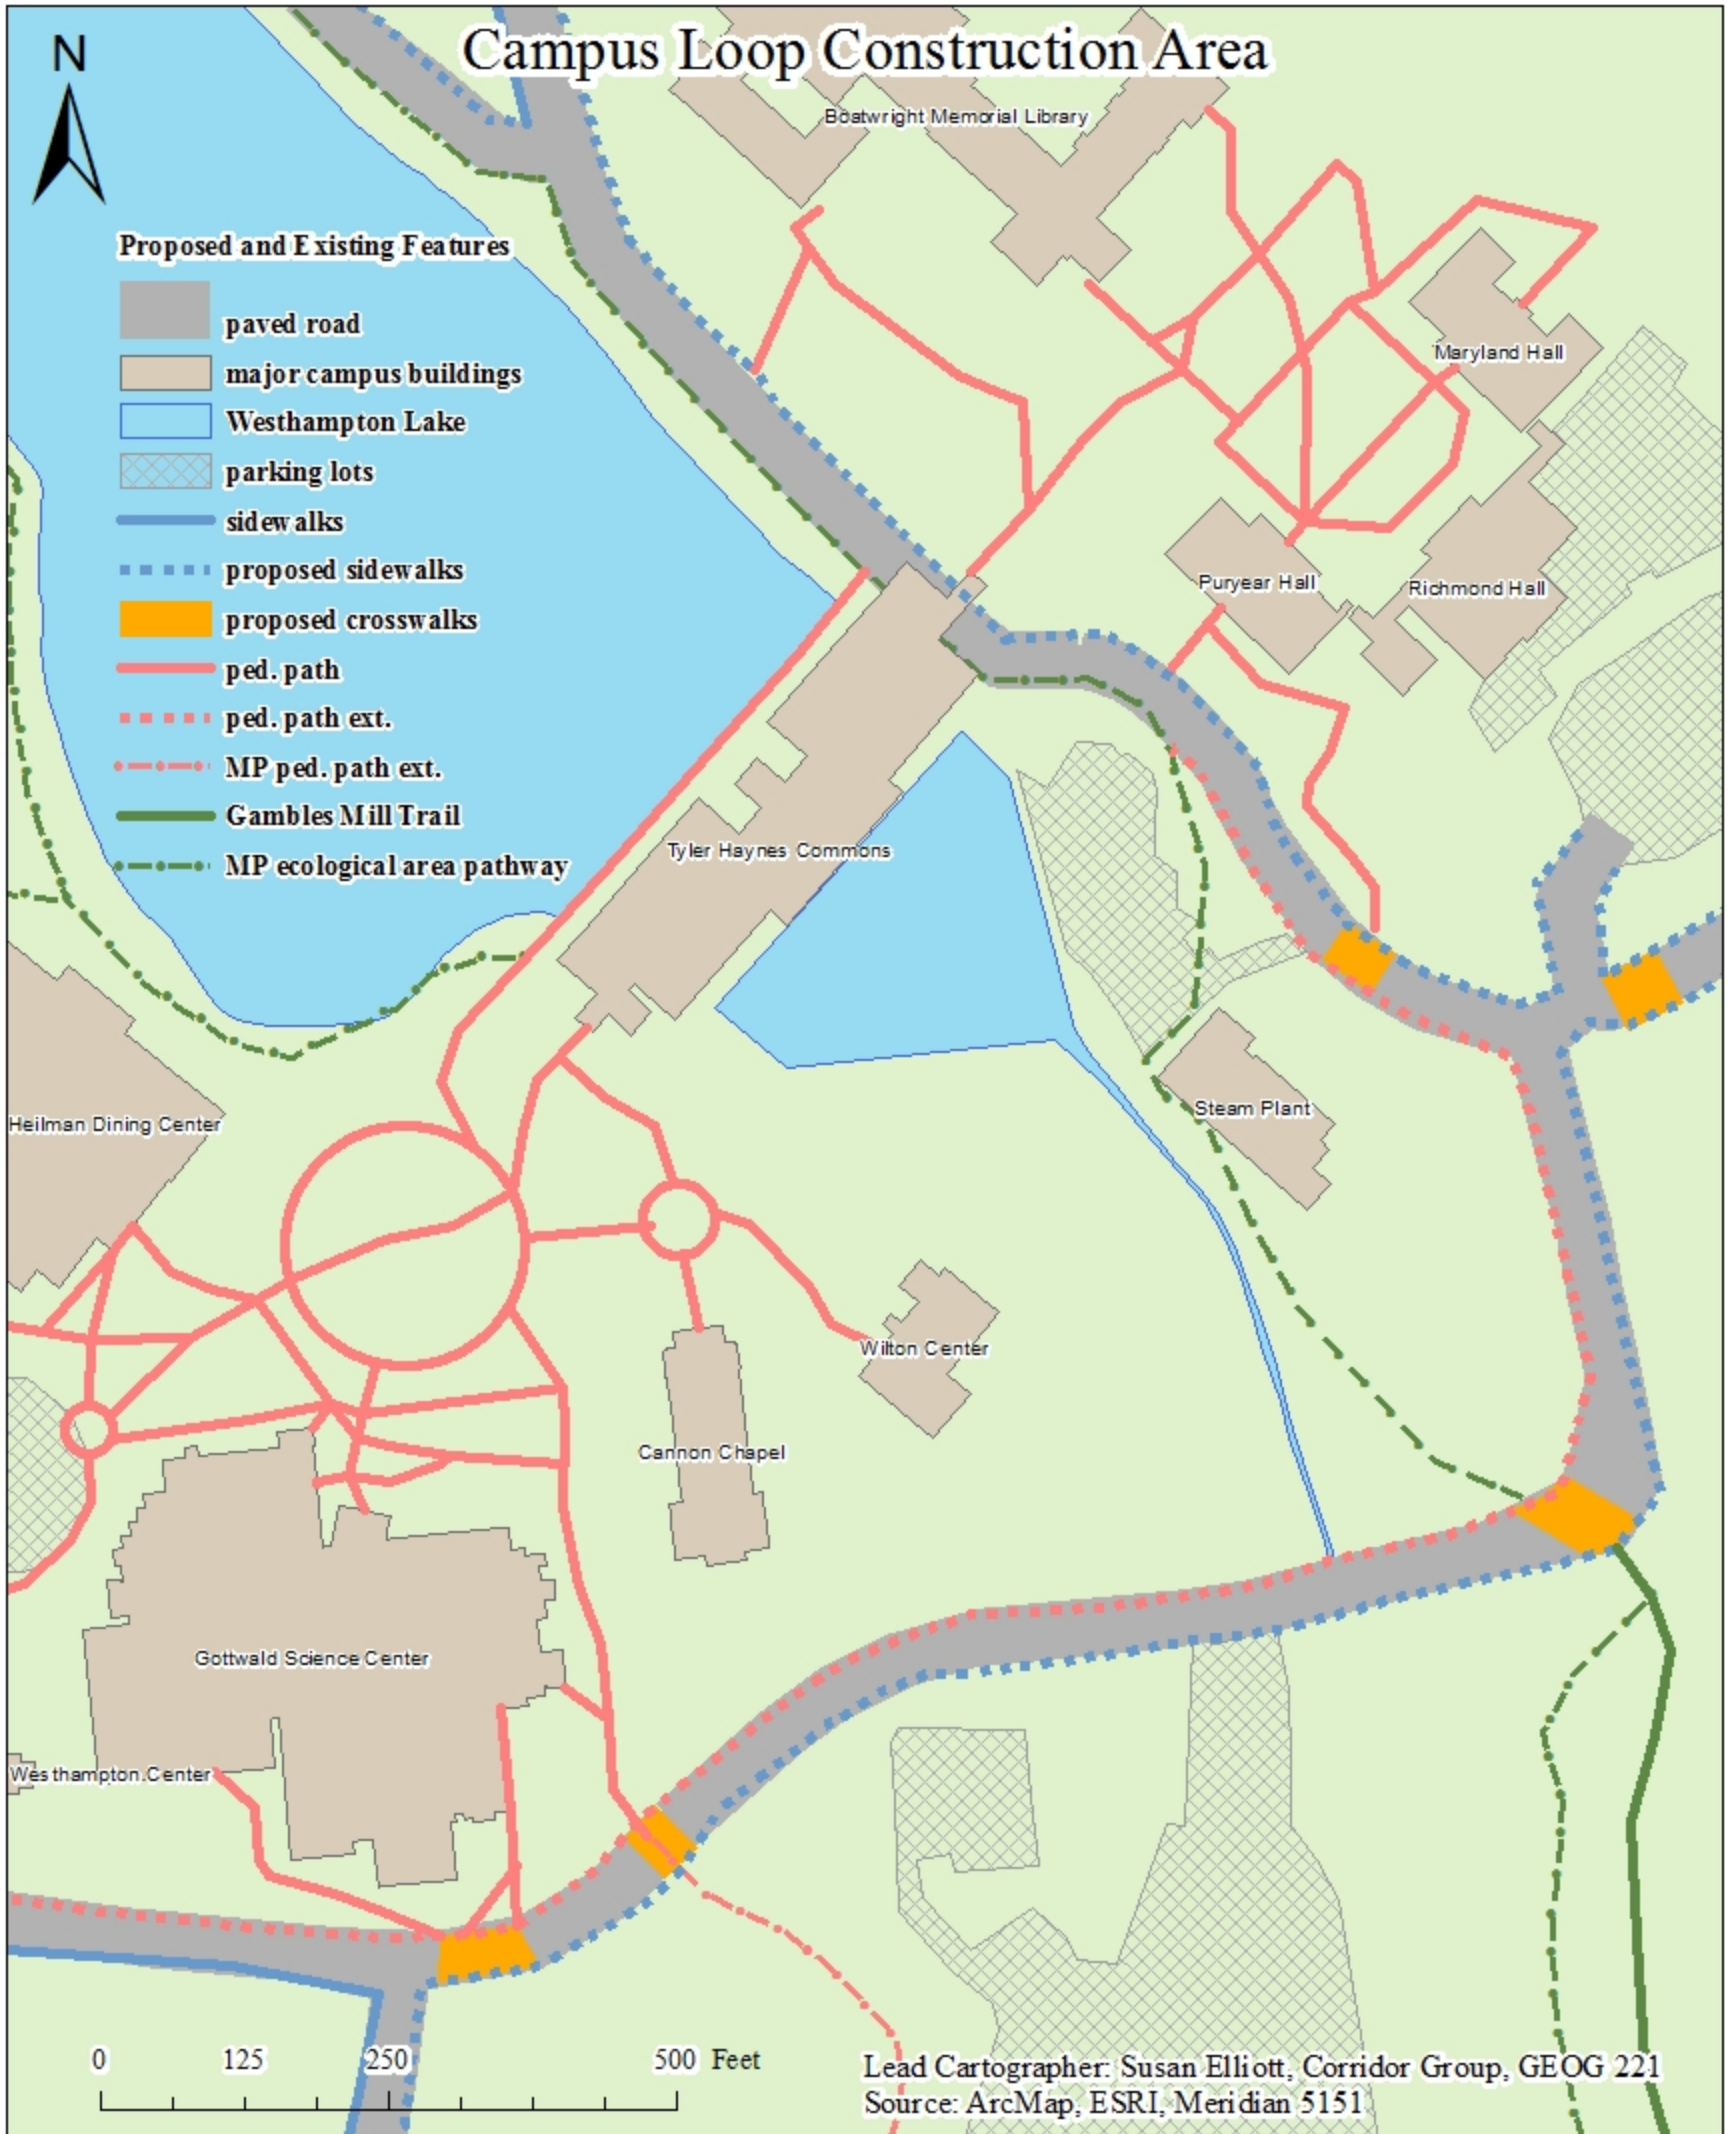 Campus Loop Construction Area
N
Boatwright Memorial Library
Proposed and Existing Features
paved road
major campus buildings
Westhampton Lake
parking lots
sidewalks
proposed sidewalks
proposed crosswalks
ped. path
ped. path ext.
MP ped. path ext.
Gambles Mill Trail
MP ecological area pathway
Maryland Hall
Puryear Hall
Richmond Hall
Tyler Haynes Commons
Steam Plant
Heilman Dining Center
Wilton Center
Cannon Chapel
Gottwald Science Center
Westhampton Center
0 125 250 500 Feet
Lead Cartographer: Susan Elliott, Corridor Group, GEOG 221
Source: ArcMap, ESRI, Meridian 5151